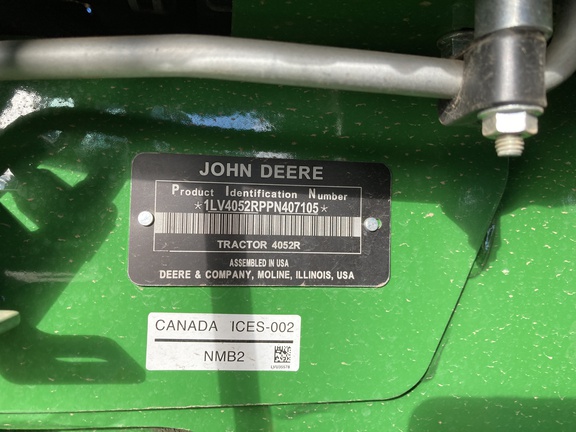 JOHN DEERE
Product Identification Number
*1LV4052RPPN407105*
TRACTOR 4052R
ASSEMBLED IN USA
DEERE & COMPANY, MOLINE, ILLINOIS, USA
CANADA ICES-002
NMB2